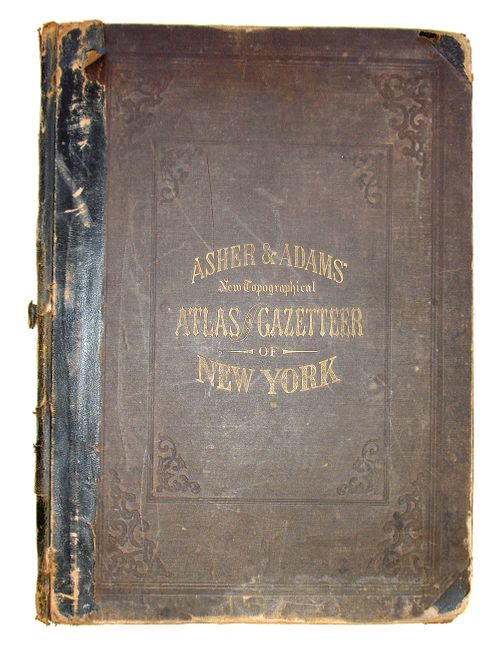 ASHER & ADAMS'
New Topographical
ATLAS & GAZETTEER
OF
NEW YORK